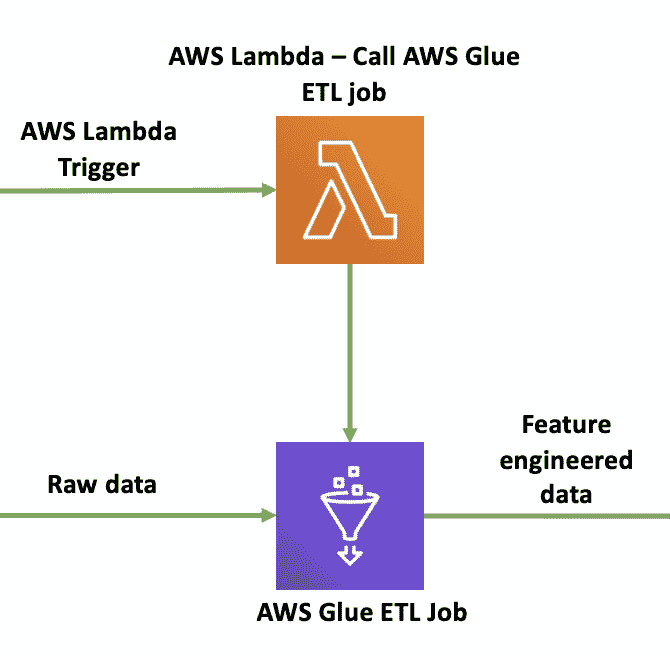 AWS Lambda – Call AWS Glue
ETL job
AWS Lambda
Trigger
Feature
engineered
data
Raw data
AWS Glue ETL Job